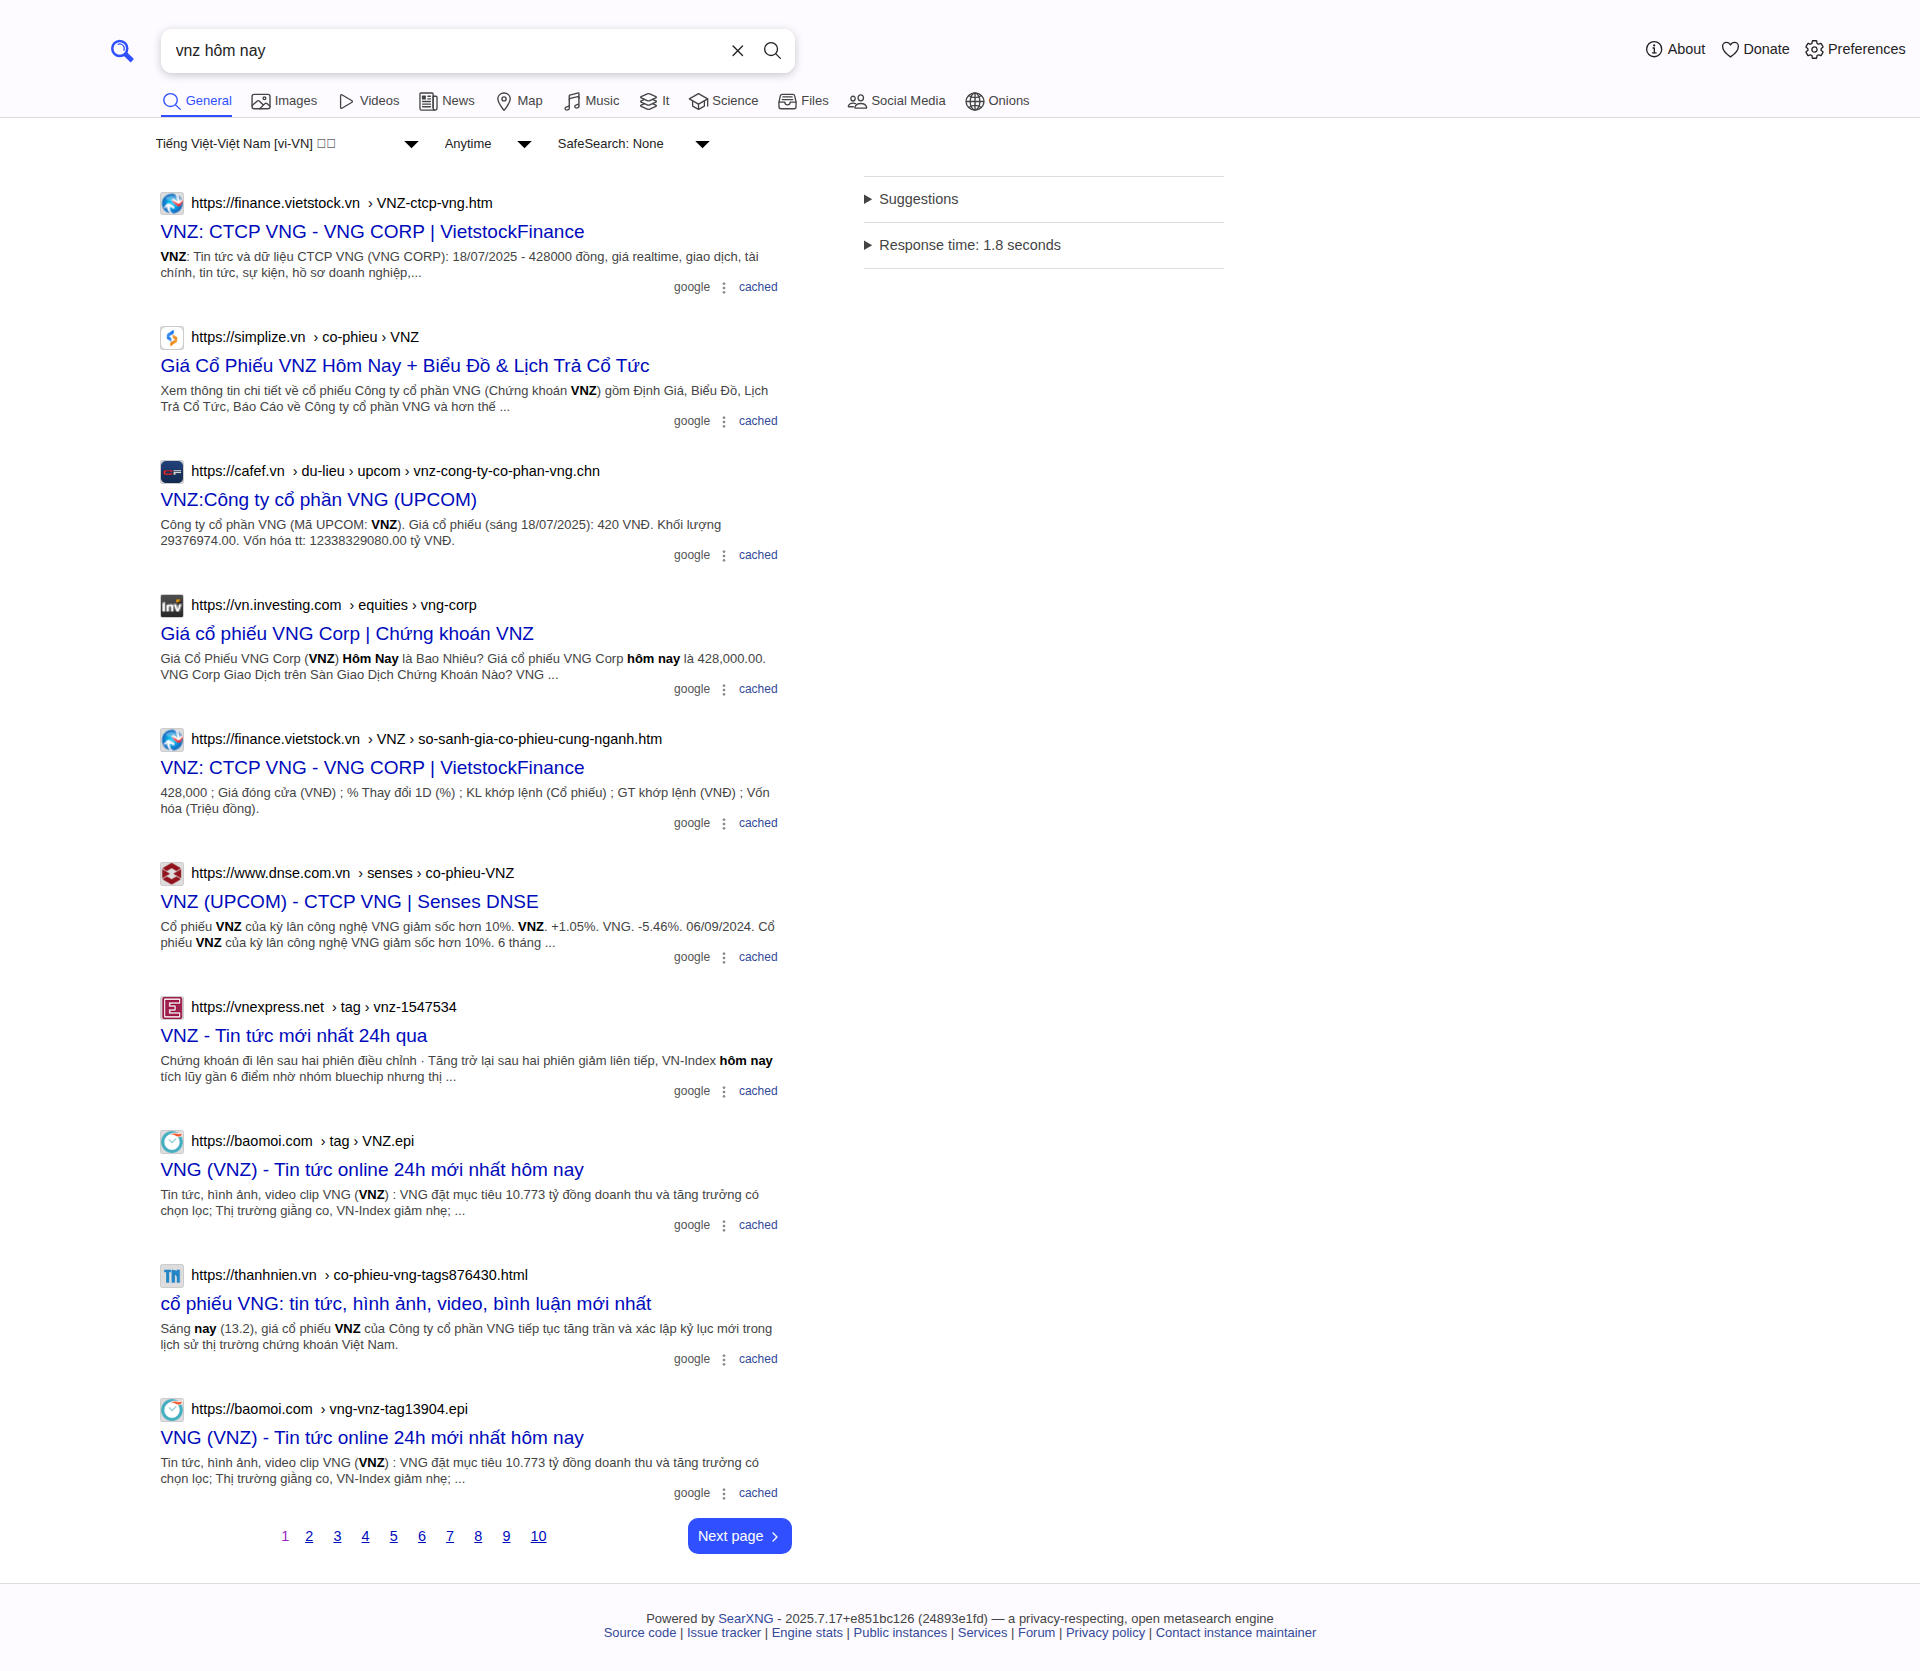 vnz hôm nay
About Donate Preferences
General Images Videos News Map Music It Science Files Social Media Onions
Tiếng Việt-Việt Nam [vi-VN] Anytime SafeSearch: None
https://finance.vietstock.vn › VNZ-ctcp-vng.htm
VNZ: CTCP VNG - VNG CORP | VietstockFinance
VNZ: Tin tức và dữ liệu CTCP VNG (VNG CORP): 18/07/2025 - 428000 đồng, giá realtime, giao dịch, tài
chính, tin tức, sự kiện, hồ sơ doanh nghiệp,...
google cached
https://simplize.vn › co-phieu › VNZ
Giá Cổ Phiếu VNZ Hôm Nay + Biểu Đồ & Lịch Trả Cổ Tức
Xem thông tin chi tiết về cổ phiếu Công ty cổ phần VNG (Chứng khoán VNZ) gồm Định Giá, Biểu Đồ, Lịch
Trả Cổ Tức, Báo Cáo về Công ty cổ phần VNG và hơn thế ...
google cached
https://cafef.vn › du-lieu › upcom › vnz-cong-ty-co-phan-vng.chn
VNZ:Công ty cổ phần VNG (UPCOM)
Công ty cổ phần VNG (Mã UPCOM: VNZ). Giá cổ phiếu (sáng 18/07/2025): 420 VNĐ. Khối lượng
29376974.00. Vốn hóa tt: 12338329080.00 tỷ VNĐ.
google cached
https://vn.investing.com › equities › vng-corp
Giá cổ phiếu VNG Corp | Chứng khoán VNZ
Giá Cổ Phiếu VNG Corp (VNZ) Hôm Nay là Bao Nhiêu? Giá cổ phiếu VNG Corp hôm nay là 428,000.00.
VNG Corp Giao Dịch trên Sàn Giao Dịch Chứng Khoán Nào? VNG ...
google cached
https://finance.vietstock.vn › VNZ › so-sanh-gia-co-phieu-cung-nganh.htm
VNZ: CTCP VNG - VNG CORP | VietstockFinance
428,000 ; Giá đóng cửa (VNĐ) ; % Thay đổi 1D (%) ; KL khớp lệnh (Cổ phiếu) ; GT khớp lệnh (VNĐ) ; Vốn
hóa (Triệu đồng).
google cached
https://www.dnse.com.vn › senses › co-phieu-VNZ
VNZ (UPCOM) - CTCP VNG | Senses DNSE
Cổ phiếu VNZ của kỳ lân công nghệ VNG giảm sốc hơn 10%. VNZ. +1.05%. VNG. -5.46%. 06/09/2024. Cổ
phiếu VNZ của kỳ lân công nghệ VNG giảm sốc hơn 10%. 6 tháng ...
google cached
https://vnexpress.net › tag › vnz-1547534
VNZ - Tin tức mới nhất 24h qua
Chứng khoán đi lên sau hai phiên điều chỉnh · Tăng trở lại sau hai phiên giảm liên tiếp, VN-Index hôm nay
tích lũy gần 6 điểm nhờ nhóm bluechip nhưng thị ...
google cached
https://baomoi.com › tag › VNZ.epi
VNG (VNZ) - Tin tức online 24h mới nhất hôm nay
Tin tức, hình ảnh, video clip VNG (VNZ) : VNG đặt mục tiêu 10.773 tỷ đồng doanh thu và tăng trưởng có
chọn lọc; Thị trường giằng co, VN-Index giảm nhẹ; ...
google cached
https://thanhnien.vn › co-phieu-vng-tags876430.html
cổ phiếu VNG: tin tức, hình ảnh, video, bình luận mới nhất
Sáng nay (13.2), giá cổ phiếu VNZ của Công ty cổ phần VNG tiếp tục tăng trần và xác lập kỷ lục mới trong
lịch sử thị trường chứng khoán Việt Nam.
google cached
https://baomoi.com › vng-vnz-tag13904.epi
VNG (VNZ) - Tin tức online 24h mới nhất hôm nay
Tin tức, hình ảnh, video clip VNG (VNZ) : VNG đặt mục tiêu 10.773 tỷ đồng doanh thu và tăng trưởng có
chọn lọc; Thị trường giằng co, VN-Index giảm nhẹ; ...
google cached
Suggestions
Response time: 1.8 seconds
1 2 3 4 5 6 7 8 9 10 Next page
Powered by SearXNG - 2025.7.17+e851bc126 (24893e1fd) — a privacy-respecting, open metasearch engine
Source code | Issue tracker | Engine stats | Public instances | Services | Forum | Privacy policy | Contact instance maintainer